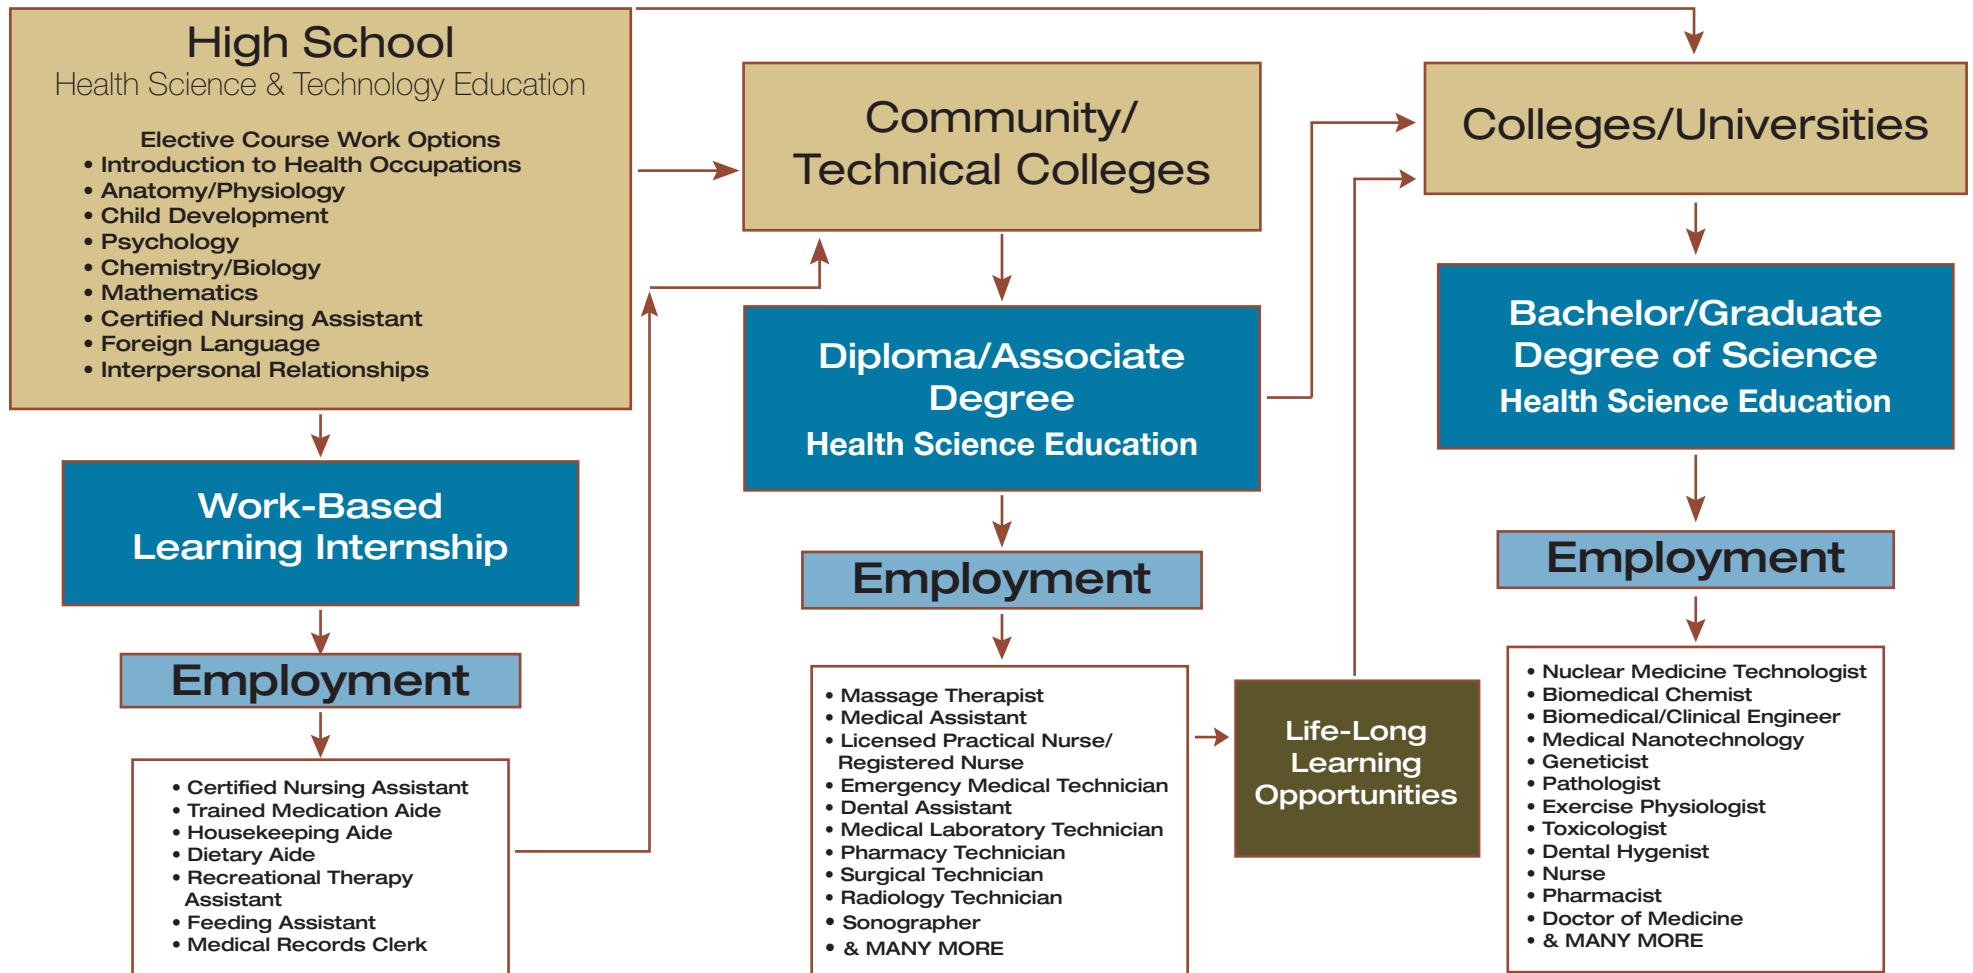 High School
Health Science & Technology Education
Elective Course Work Options
• Introduction to Health Occupations
• Anatomy/Physiology
• Child Development
• Psychology
• Chemistry/Biology
• Mathematics
• Certified Nursing Assistant
• Foreign Language
• Interpersonal Relationships
Work-Based
Learning Internship
Employment
• Certified Nursing Assistant
• Trained Medication Aide
• Housekeeping Aide
• Dietary Aide
• Recreational Therapy
Assistant
• Feeding Assistant
• Medical Records Clerk
Community/
Technical Colleges
Diploma/Associate
Degree
Health Science Education
Employment
• Massage Therapist
• Medical Assistant
• Licensed Practical Nurse/
Registered Nurse
• Emergency Medical Technician
• Dental Assistant
• Medical Laboratory Technician
• Pharmacy Technician
• Surgical Technician
• Radiology Technician
• Sonographer
• & MANY MORE
Life-Long
Learning
Opportunities
Colleges/Universities
Bachelor/Graduate
Degree of Science
Health Science Education
Employment
• Nuclear Medicine Technologist
• Biomedical Chemist
• Biomedical/Clinical Engineer
• Medical Nanotechnology
• Geneticist
• Pathologist
• Exercise Physiologist
• Toxicologist
• Dental Hygenist
• Nurse
• Pharmacist
• Doctor of Medicine
• & MANY MORE